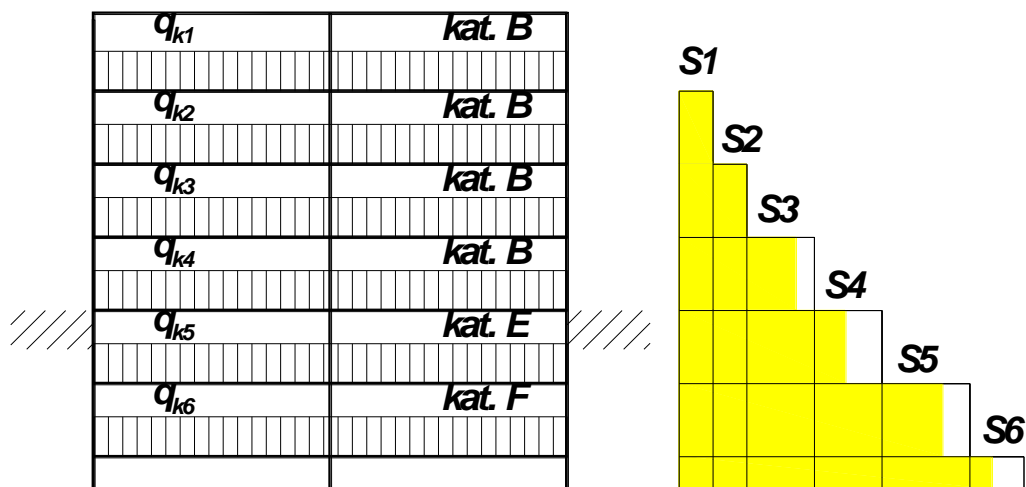 qk1 kat. B
S1
qk2 kat. B
S2
qk3 kat. B
S3
qk4 kat. B
S4
qk5 kat. E
S5
qk6 kat. F
S6